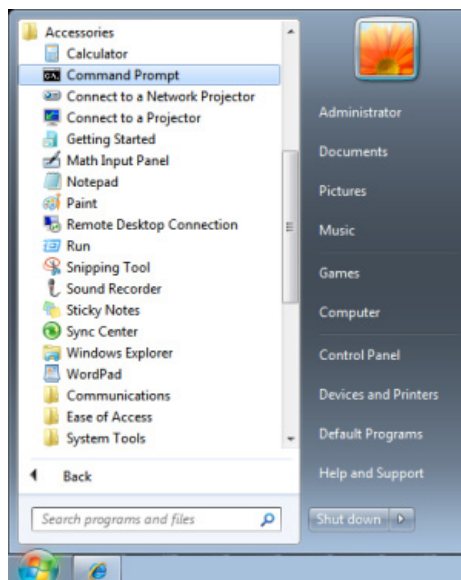 Accessories
Calculator
Command Prompt
Connect to a Network Projector
Connect to a Projector
Getting Started
Math Input Panel
Notepad
Paint
Remote Desktop Connection
Run
Snipping Tool
Sound Recorder
Sticky Notes
Sync Center
Windows Explorer
WordPad
Communications
Ease of Access
System Tools
Back
Search programs and files
Administrator
Documents
Pictures
Music
Games
Computer
Control Panel
Devices and Printers
Default Programs
Help and Support
Shut down